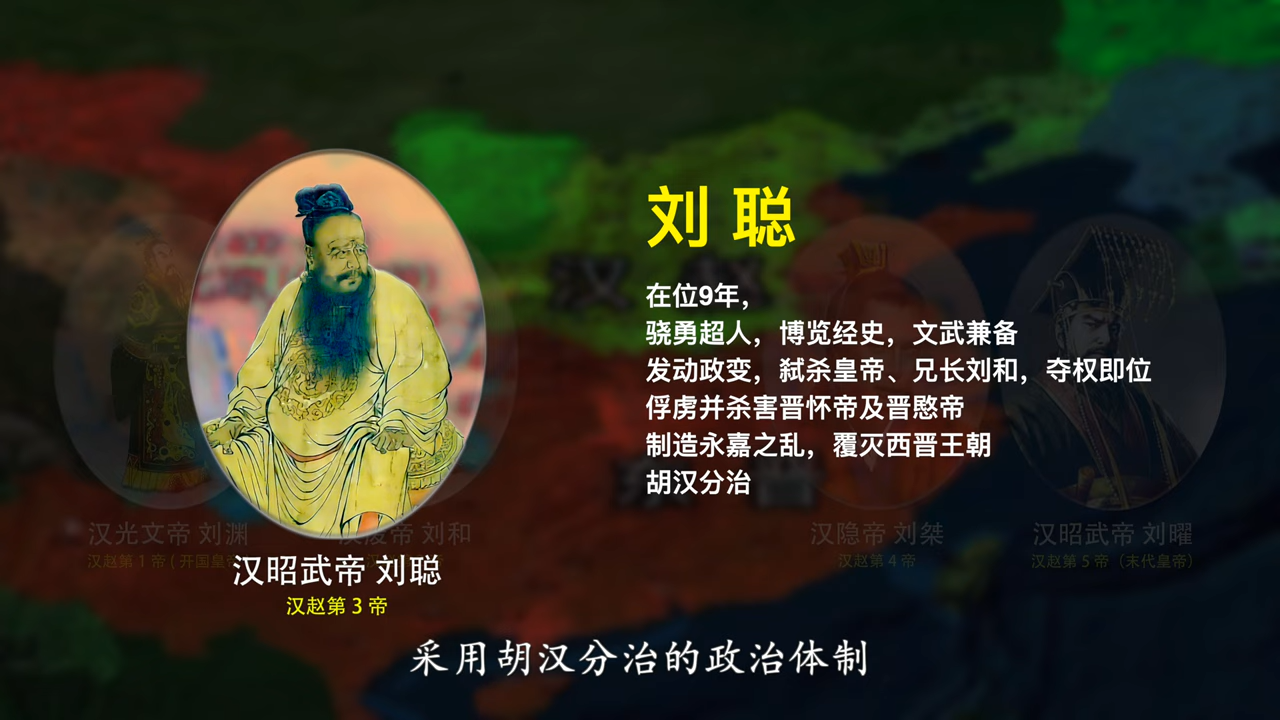 刘聪
在位9年，
骁勇超人，博览经史，文武兼备
发动政变，弑杀皇帝、兄长刘和，夺权即位
俘虏并杀害晋怀帝及晋愍帝
制造永嘉之乱，覆灭西晋王朝
胡汉分治
汉光文帝 刘渊
汉赵第 1 帝 ( 开国皇帝
帝 刘和
汉隐帝 刘粲
汉赵第 4 帝
汉昭武帝 刘曜
汉赵第 5 帝（末代皇帝）
汉昭武帝 刘聪
汉赵第 3 帝
采用胡汉分治的政治体制